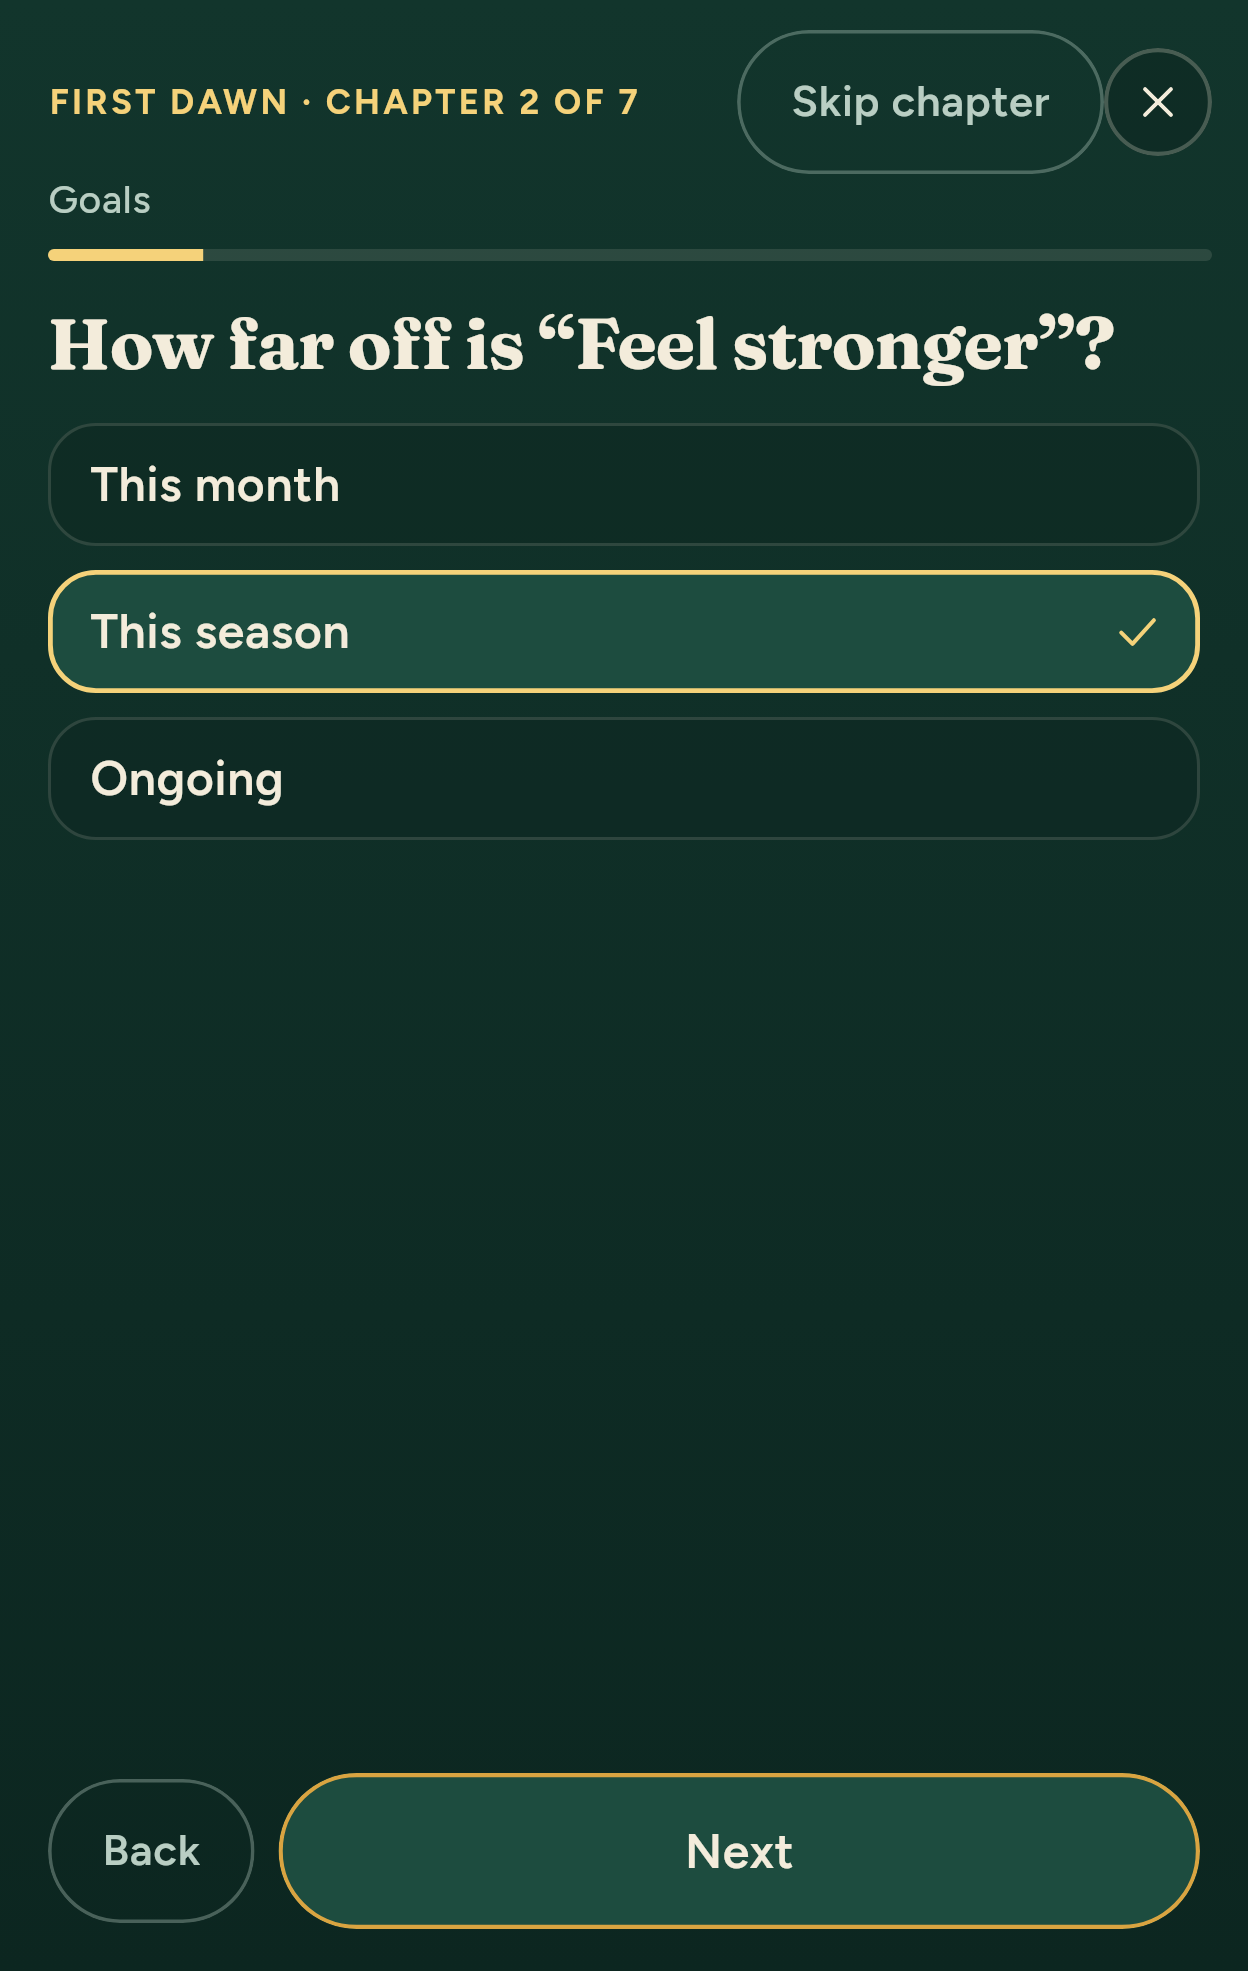 FIRST DAWN · CHAPTER 2 OF 7
Skip chapter
Goals
How far off is “Feel stronger”?
This month
This season
Ongoing
Back
Next